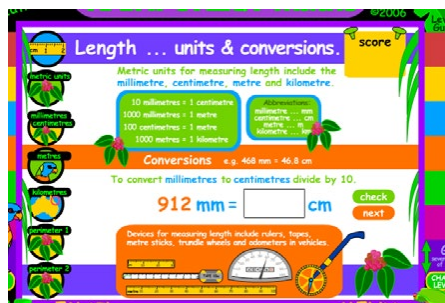 ©2006
Length ... units & conversions.
score
cm 1 2
metric units
Metric units for measuring length include the
millimetre, centimetre, metre and kilometre.
10 millimetres = 1 centimetre
1000 millimetres = 1 metre
100 centimetres = 1 metre
1000 metres = 1 kilometre
Abbreviations:
millimetre ... mm
centimetre ... cm
metre ... m
kilometre ... km
millimetres
centimetres
metres
Conversions e.g. 468 mm = 46.8 cm
kilometres
To convert millimetres to centimetres divide by 10.
912 mm = cm
check
next
perimeter 1
Devices for measuring length include rulers, tapes,
metre sticks, trundle wheels and odometers in vehicles.
perimeter 2